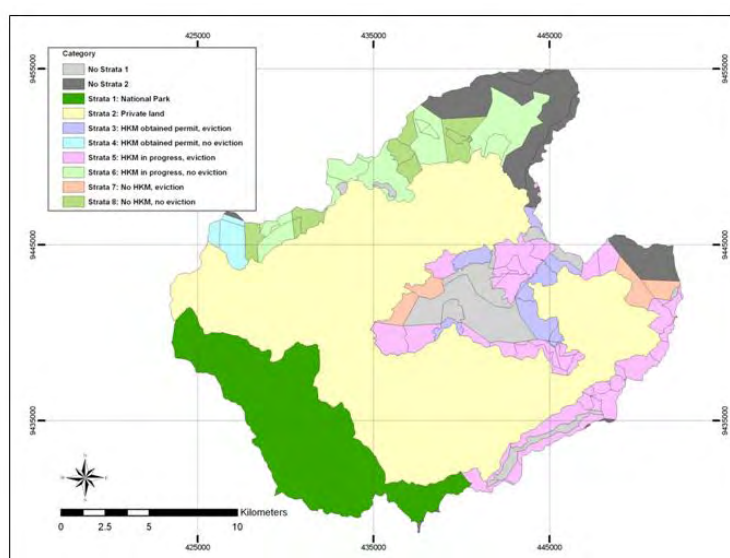 425000 435000 445000
Category
No Strata 1
No Strata 2
Strata 1: National Park
Strata 2: Private land
Strata 3: HKM obtained permit, eviction
Strata 4: HKM obtained permit, no eviction
Strata 5: HKM in progress, eviction
Strata 6: HKM in progress, no eviction
Strata 7: No HKM, eviction
Strata 8: No HKM, no eviction
9455000 9455000
9445000 9445000
9435000 9435000
Kilometers
0 2.5 5 10
425000 435000 445000